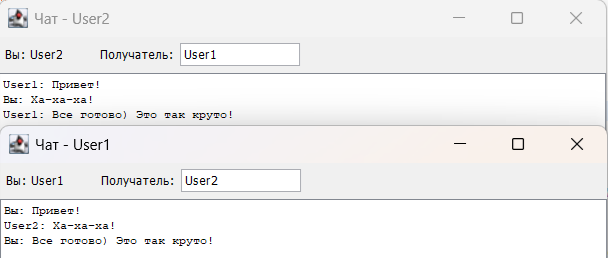 Чат - User2
Вы: User2 Получатель: User1
User1: Привет!
Вы: Ха-ха-ха!
User1: Все готово) Это так круто!
Чат - User1
Вы: User1 Получатель: User2
Вы: Привет!
User2: Ха-ха-ха!
Вы: Все готово) Это так круто!